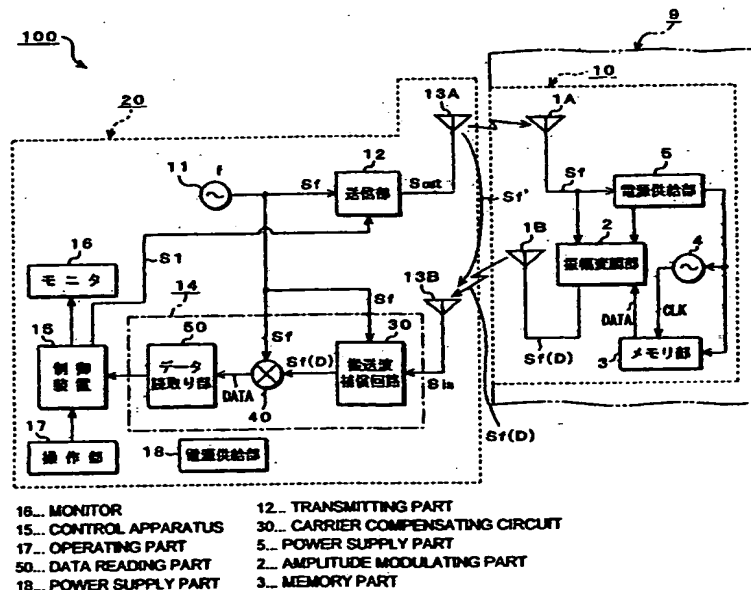 100
9
20
10
13A
1A
11
f
12
Sf
送信部
Sout
Sf
5
電源供給部
Sf'
16
モニタ
S1
1B
2
振幅変調部
4
14
13B
Sf
DATA
CLK
15
制御装置
50
データ読取り部
Sf
Sf(D)
30
搬送波補償回路
Sin
Sf(D)
3
メモリ部
DATA
40
17
操作部
18
電源供給部
Sf(D)
16... MONITOR
15... CONTROL APPARATUS
17... OPERATING PART
50... DATA READING PART
18... POWER SUPPLY PART
12... TRANSMITTING PART
30... CARRIER COMPENSATING CIRCUIT
5... POWER SUPPLY PART
2... AMPLITUDE MODULATING PART
3... MEMORY PART